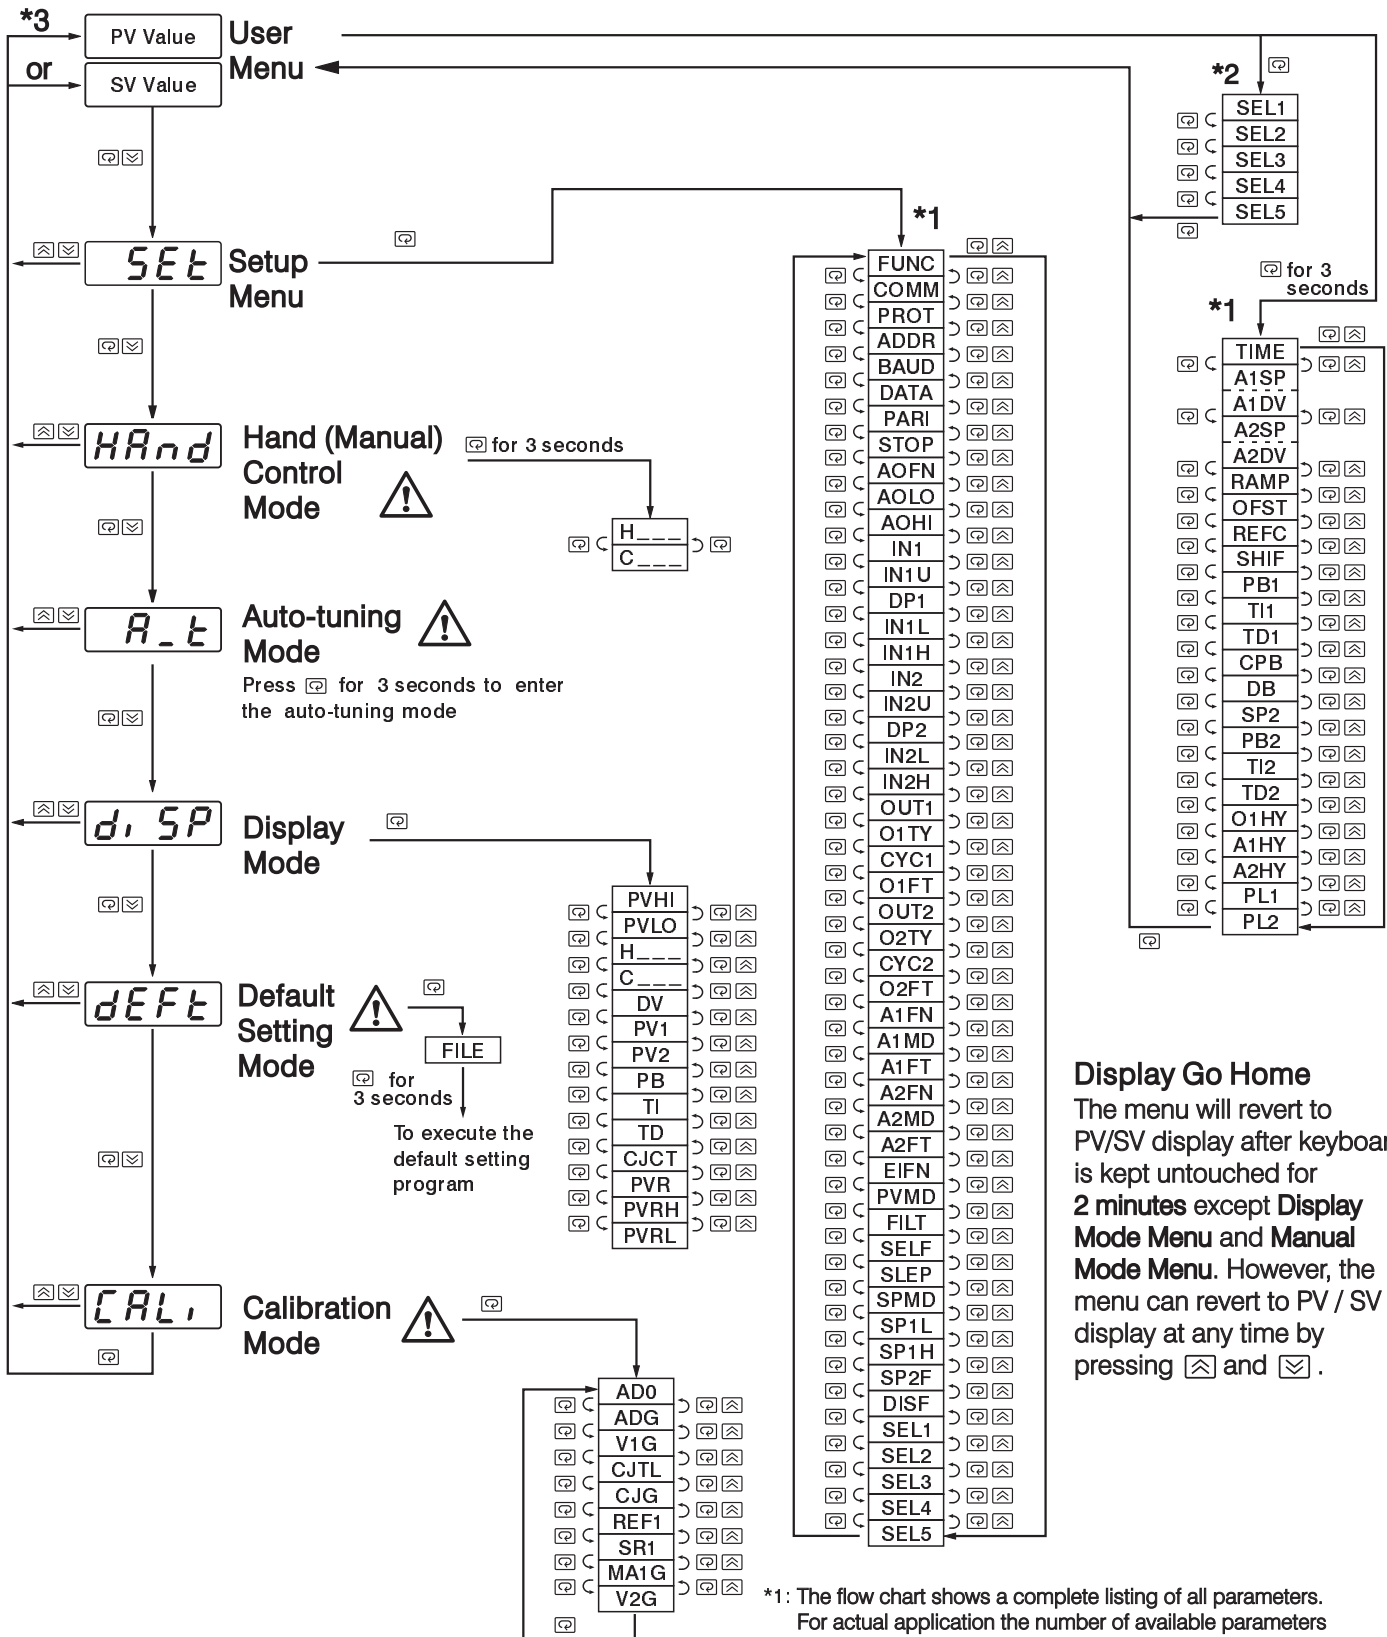 *3
PV Value
or
SV Value
User
Menu
*2
SEL1
SEL2
SEL3
SEL4
SEL5
SEt
Setup
Menu
*1
FUNC
COMM
PROT
ADDR
BAUD
DATA
PARI
STOP
AOFN
AOLO
AOHI
IN1
IN1U
DP1
IN1L
IN1H
IN2
IN2U
DP2
IN2L
IN2H
OUT1
O1TY
CYC1
O1FT
OUT2
O2TY
CYC2
O2FT
A1FN
A1MD
A1FT
A2FN
A2MD
A2FT
EIFN
PVMD
FILT
SELF
SLEP
SPMD
SP1L
SP1H
SP2F
DISF
SEL1
SEL2
SEL3
SEL4
SEL5
for 3
seconds
*1
TIME
A1SP
A1DV
A2SP
A2DV
RAMP
OFST
REFC
SHIF
PB1
TI1
TD1
CPB
DB
SP2
PB2
TI2
TD2
O1HY
A1HY
A2HY
PL1
PL2
HAnd
Hand (Manual)
Control
Mode
for 3 seconds
H___
C___
A_t
Auto-tuning
Mode
Press for 3 seconds to enter
the auto-tuning mode
diSP
Display
Mode
PVHI
PVLO
H___
C___
DV
PV1
PV2
PB
TI
TD
CJCT
PVR
PVRH
PVRL
dEFt
Default
Setting
Mode
FILE
for
3 seconds
To execute the
default setting
program
CALi
Calibration
Mode
AD0
ADG
V1G
CJTL
CJG
REF1
SR1
MA1G
V2G
Display Go Home
The menu will revert to
PV/SV display after keyboar
is kept untouched for
2 minutes except Display
Mode Menu and Manual
Mode Menu. However, the
menu can revert to PV / SV
display at any time by
pressing and .
*1: The flow chart shows a complete listing of all parameters.
For actual application the number of available parameters